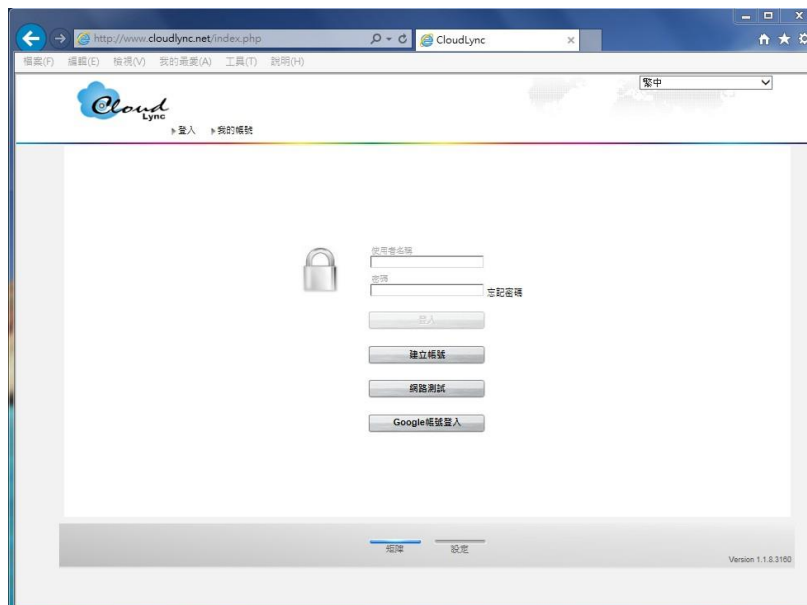 http://www.cloudlync.net/index.php
CloudLync
檔案(F) 編輯(E) 檢視(V) 我的最愛(A) 工具(T) 說明(H)
繁中
Cloud
Lync
登入 我的帳號
使用者名稱
密碼
忘記密碼
登入
建立帳號
網路測試
Google帳號登入
矩陣 設定
Version 1.1.8.3160